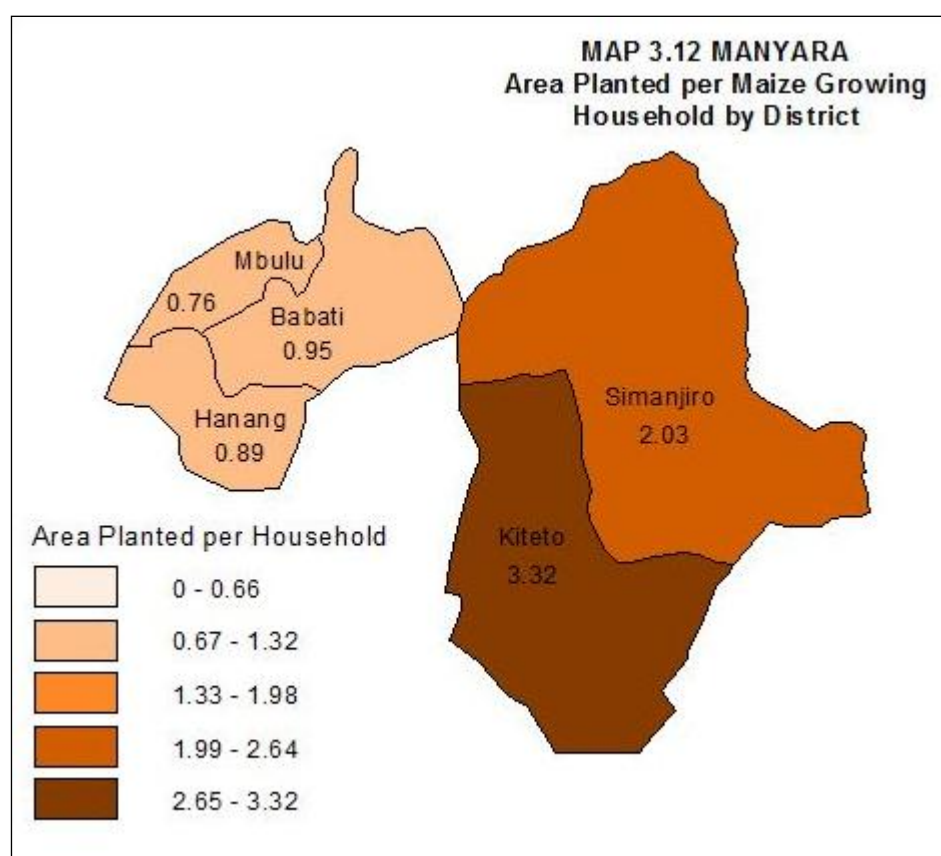 MAP 3.12 MANYARA
Area Planted per Maize Growing
Household by District
Mbulu
0.76
Babati
0.95
Hanang
0.89
Simanjiro
2.03
Kiteto
3.32
Area Planted per Household
0 - 0.66
0.67 - 1.32
1.33 - 1.98
1.99 - 2.64
2.65 - 3.32